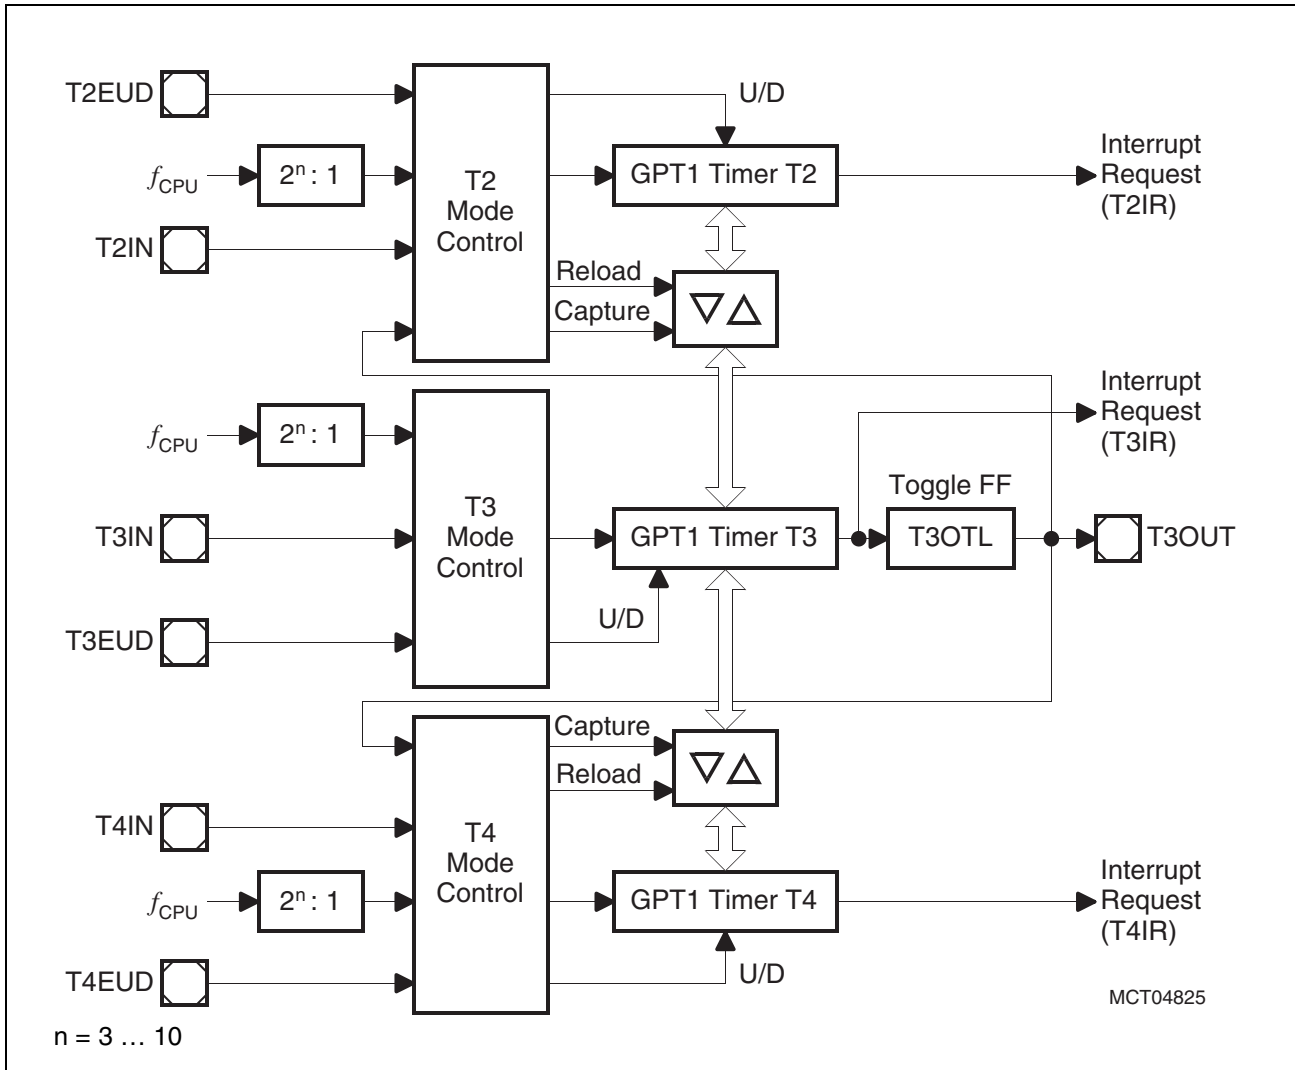 T2EUD
U/D
fCPU
2ⁿ : 1
T2
Mode
Control
GPT1 Timer T2
Interrupt
Request
(T2IR)
T2IN
Reload
Capture
fCPU
2ⁿ : 1
Interrupt
Request
(T3IR)
T3IN
T3
Mode
Control
GPT1 Timer T3
Toggle FF
T3OTL
T3OUT
T3EUD
U/D
Capture
Reload
T4IN
T4
Mode
Control
fCPU
2ⁿ : 1
GPT1 Timer T4
Interrupt
Request
(T4IR)
T4EUD
U/D
MCT04825
n = 3 … 10